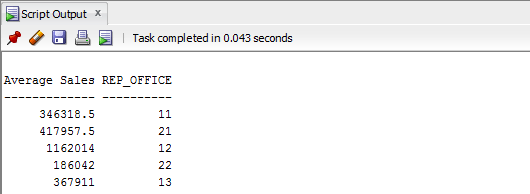 Script Output x
Task completed in 0.043 seconds
Average Sales REP_OFFICE
------------- ----------
346318.5 11
417957.5 21
1162014 12
186042 22
367911 13